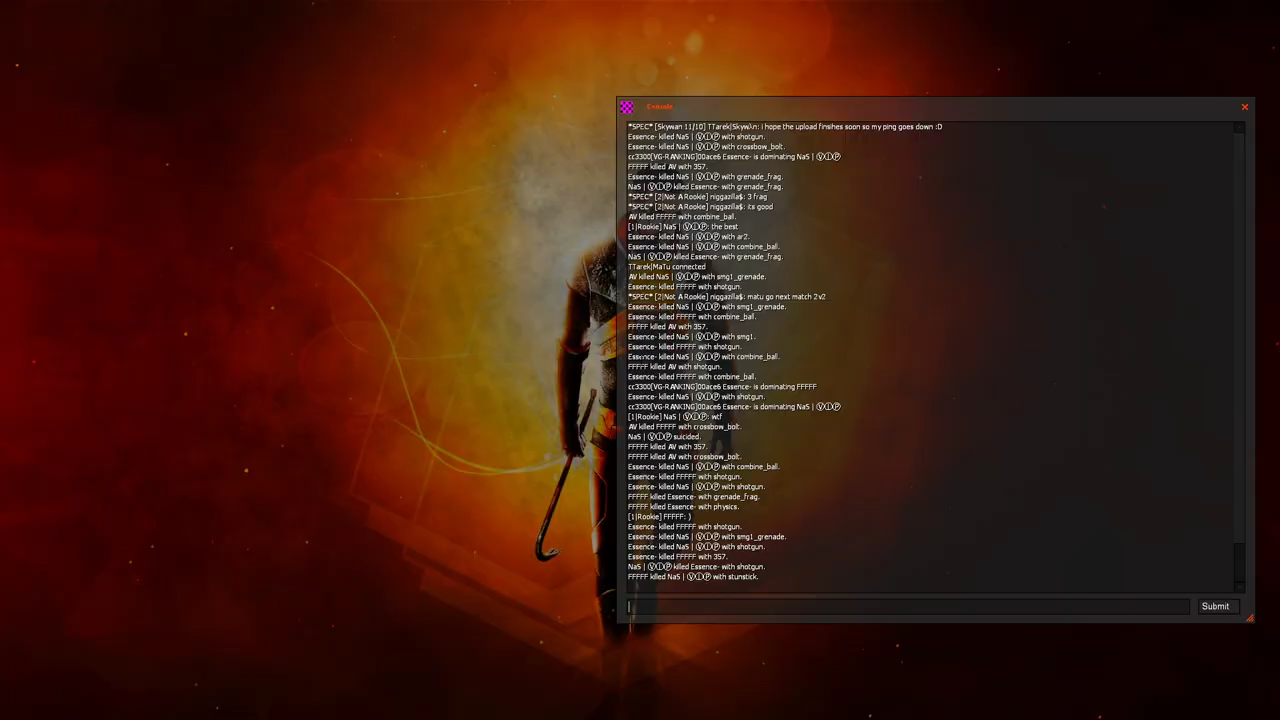 Console
*SPEC* [Skywan 11/10] TTarek|Skywλn: i hope the upload finsihes soon so my ping goes down :D
Essence- killed NaS | ⓋⒾⓅ with shotgun.
Essence- killed NaS | ⓋⒾⓅ with crossbow_bolt.
cc3300[VG-RANKING]00ace6 Essence- is dominating NaS | ⓋⒾⓅ
FFFFF killed AV with 357.
Essence- killed NaS | ⓋⒾⓅ with grenade_frag.
NaS | ⓋⒾⓅ killed Essence- with grenade_frag.
*SPEC* [2|Not A Rookie] niggazilla$: 3 frag
*SPEC* [2|Not A Rookie] niggazilla$: its good
AV killed FFFFF with combine_ball.
[1|Rookie] NaS | ⓋⒾⓅ: the best
Essence- killed NaS | ⓋⒾⓅ with ar2.
Essence- killed NaS | ⓋⒾⓅ with combine_ball.
NaS | ⓋⒾⓅ killed Essence- with grenade_frag.
TTarek|MaTu connected
AV killed NaS | ⓋⒾⓅ with smg1_grenade.
Essence- killed FFFFF with shotgun.
*SPEC* [2|Not A Rookie] niggazilla$: matu go next match 2v2
Essence- killed NaS | ⓋⒾⓅ with smg1_grenade.
Essence- killed FFFFF with combine_ball.
FFFFF killed AV with 357.
Essence- killed NaS | ⓋⒾⓅ with smg1.
Essence- killed FFFFF with shotgun.
Essence- killed NaS | ⓋⒾⓅ with combine_ball.
FFFFF killed AV with shotgun.
Essence- killed FFFFF with combine_ball.
cc3300[VG-RANKING]00ace6 Essence- is dominating FFFFF
Essence- killed NaS | ⓋⒾⓅ with shotgun.
cc3300[VG-RANKING]00ace6 Essence- is dominating NaS | ⓋⒾⓅ
[1|Rookie] NaS | ⓋⒾⓅ: wtf
AV killed FFFFF with crossbow_bolt.
NaS | ⓋⒾⓅ suicided.
FFFFF killed AV with 357.
FFFFF killed AV with crossbow_bolt.
Essence- killed NaS | ⓋⒾⓅ with combine_ball.
Essence- killed FFFFF with shotgun.
Essence- killed NaS | ⓋⒾⓅ with shotgun.
FFFFF killed Essence- with grenade_frag.
FFFFF killed Essence- with physics.
[1|Rookie] FFFFF: )
Essence- killed FFFFF with shotgun.
Essence- killed NaS | ⓋⒾⓅ with smg1_grenade.
Essence- killed NaS | ⓋⒾⓅ with shotgun.
Essence- killed FFFFF with 357.
NaS | ⓋⒾⓅ killed Essence- with shotgun.
FFFFF killed NaS | ⓋⒾⓅ with stunstick.
Submit